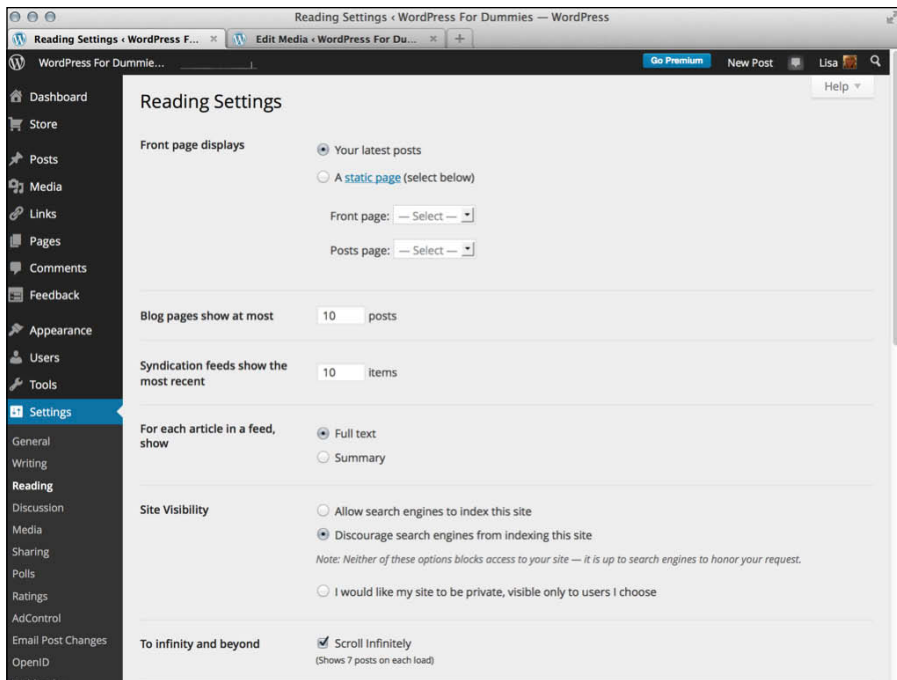 Reading Settings ‹ WordPress For Dummies — WordPress
Reading Settings ‹ WordPress F... ×
Edit Media ‹ WordPress For Du... × +
WordPress For Dummie...
Go Premium
New Post
Lisa
Help
Dashboard
Store
Posts
Media
Links
Pages
Comments
Feedback
Appearance
Users
Tools
Settings
General
Writing
Reading
Discussion
Media
Sharing
Polls
Ratings
AdControl
Email Post Changes
OpenID
Reading Settings
Front page displays
Your latest posts
A static page (select below)
Front page: — Select —
Posts page: — Select —
Blog pages show at most
10 posts
Syndication feeds show the
most recent
10 items
For each article in a feed,
show
Full text
Summary
Site Visibility
Allow search engines to index this site
Discourage search engines from indexing this site
Note: Neither of these options blocks access to your site — it is up to search engines to honor your request.
I would like my site to be private, visible only to users I choose
To infinity and beyond
Scroll Infinitely
(Shows 7 posts on each load)